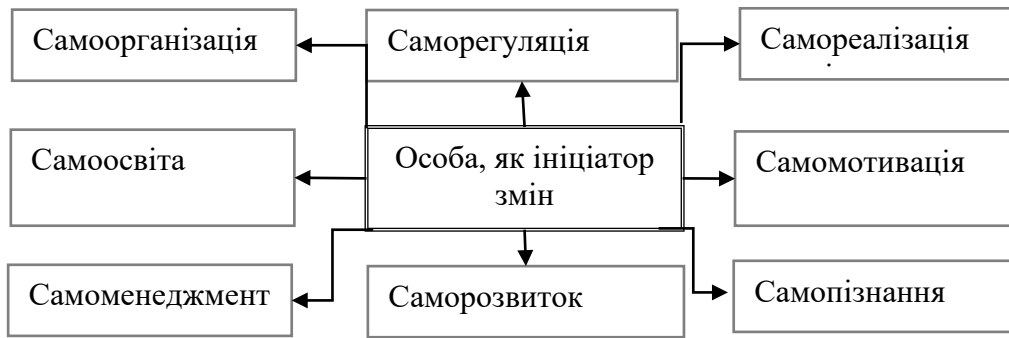 Самоорганізація
Саморегуляція
Самореалізація
Самоосвіта
Особа, як ініціатор
змін
Самомотивація
Самоменеджмент
Саморозвиток
Самопізнання